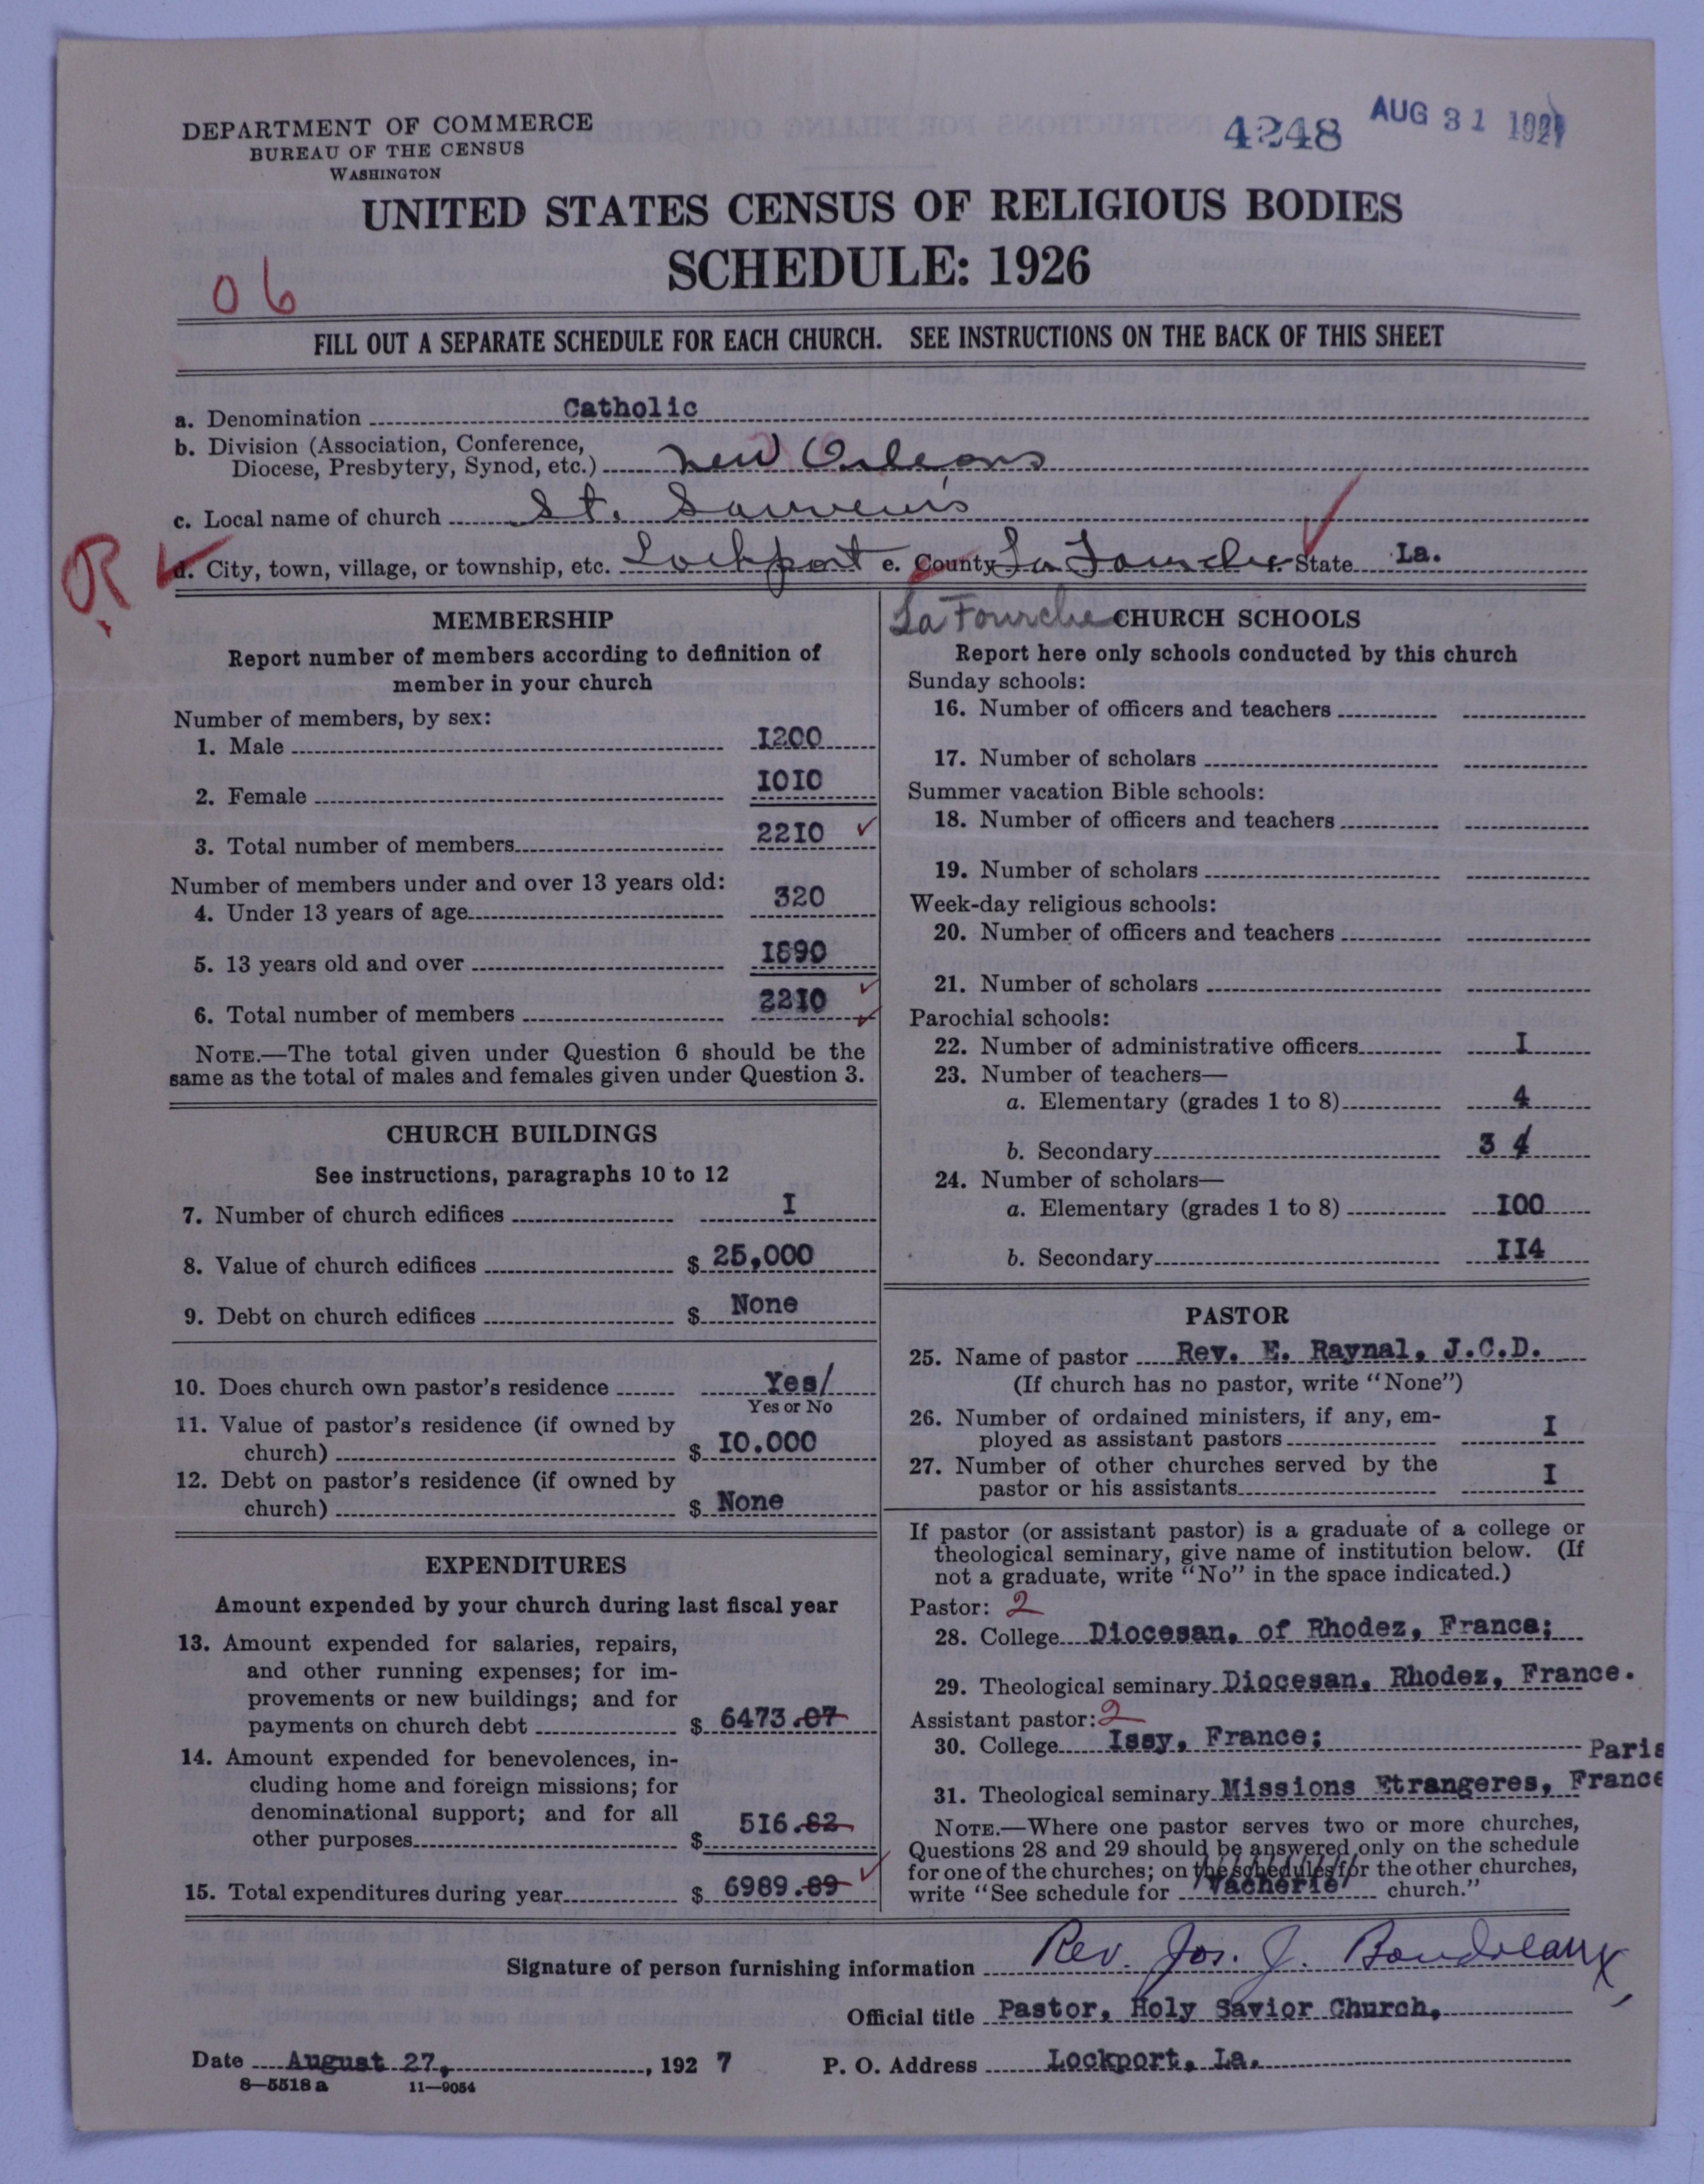 DEPARTMENT OF COMMERCE
BUREAU OF THE CENSUS
WASHINGTON
4248 AUG 31 192
UNITED STATES CENSUS OF RELIGIOUS BODIES
SCHEDULE: 1926
06
FILL OUT A SEPARATE SCHEDULE FOR EACH CHURCH. SEE INSTRUCTIONS ON THE BACK OF THIS SHEET
a. Denomination Catholic
b. Division (Association, Conference,
Diocese, Presbytery, Synod, etc.) New Orleans
c. Local name of church St. Sauveur's
R
d. City, town, village, or township, etc. Lockport e. County La Fourche State La.
MEMBERSHIP
Report number of members according to definition of
member in your church
Number of members, by sex:
1. Male I200
2. Female I0I0
3. Total number of members 22I0 ✓
Number of members under and over 13 years old:
4. Under 13 years of age 320
5. 13 years old and over I890
6. Total number of members 22I0 ✓
NOTE.—The total given under Question 6 should be the
same as the total of males and females given under Question 3.
CHURCH BUILDINGS
See instructions, paragraphs 10 to 12
7. Number of church edifices I
8. Value of church edifices $ 25,000
9. Debt on church edifices $ None
10. Does church own pastor's residence Yes/
Yes or No
11. Value of pastor's residence (if owned by
church) $ I0.000
12. Debt on pastor's residence (if owned by
church) $ None
EXPENDITURES
Amount expended by your church during last fiscal year
13. Amount expended for salaries, repairs,
and other running expenses; for im-
provements or new buildings; and for
payments on church debt $ 6473.07
14. Amount expended for benevolences, in-
cluding home and foreign missions; for
denominational support; and for all
other purposes $ 5I6.82
15. Total expenditures during year $ 6989.89 ✓
La Fourche CHURCH SCHOOLS
Report here only schools conducted by this church
Sunday schools:
16. Number of officers and teachers
17. Number of scholars
Summer vacation Bible schools:
18. Number of officers and teachers
19. Number of scholars
Week-day religious schools:
20. Number of officers and teachers
21. Number of scholars
Parochial schools:
22. Number of administrative officers I
23. Number of teachers—
a. Elementary (grades 1 to 8) 4
b. Secondary 3 4
24. Number of scholars—
a. Elementary (grades 1 to 8) I00
b. Secondary II4
PASTOR
25. Name of pastor Rev. E. Raynal, J.C.D.
(If church has no pastor, write "None")
26. Number of ordained ministers, if any, em-
ployed as assistant pastors I
27. Number of other churches served by the
pastor or his assistants I
If pastor (or assistant pastor) is a graduate of a college or
theological seminary, give name of institution below. (If
not a graduate, write "No" in the space indicated.)
Pastor: 2
28. College Diocesan, of Rhodez, Franca;
29. Theological seminary Diocesan, Rhodez, France.
Assistant pastor: 2
30. College Issy, France; Paris
31. Theological seminary Missions Etrangeres, France
NOTE.—Where one pastor serves two or more churches,
Questions 28 and 29 should be answered only on the schedule
for one of the churches; on the schedules for the other churches,
write "See schedule for Vacherie church."
Signature of person furnishing information Rev. Jos. J. Boudreaux,
Official title Pastor, Holy Savior Church,
Date August 27, 192 7 P. O. Address Lockport, La.
8—5518 a 11—9054